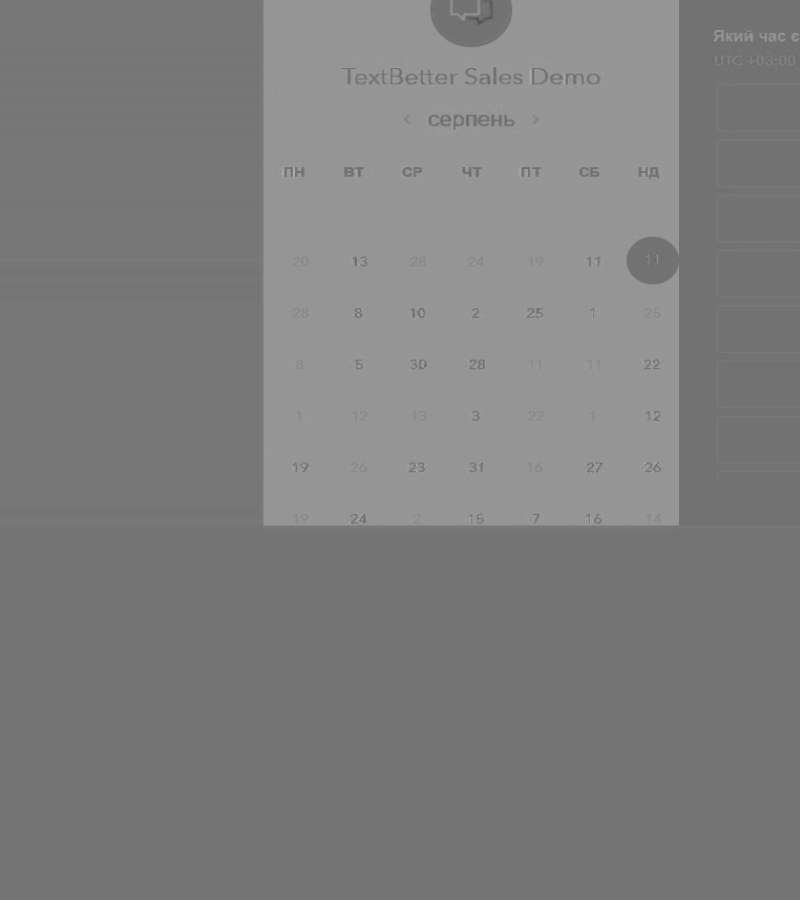 TextBetter Sales Demo
< серпень >
ПН ВТ СР ЧТ ПТ СБ НД
20 13 28 24 19 11 11
28 8 10 2 25 1 25
8 5 30 28 11 11 22
1 12 13 3 22 1 12
19 26 23 31 16 27 26
19 24 2 15 7 16 14
Який час є
UTC +03:00